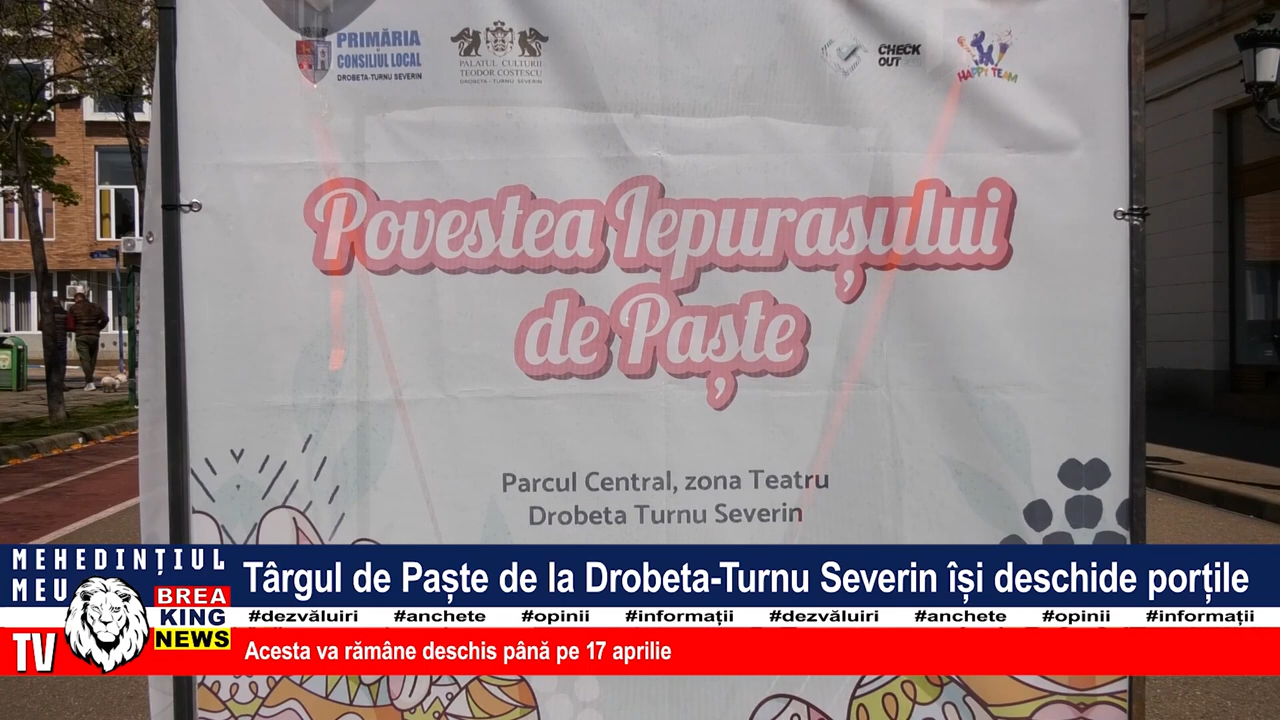 PRIMĂRIA
CONSILIUL LOCAL
DROBETA-TURNU SEVERIN
PALATUL CULTURII
TEODOR COSTESCU
DROBETA - TURNU SEVERIN
CHECK
OUT
HAPPY TEAM
Povestea Iepurașului
de Paște
Parcul Central, zona Teatru
Drobeta Turnu Severin
MEHEDINȚIUL
MEU
TV
BREA
KING
NEWS
Târgul de Paște de la Drobeta-Turnu Severin își deschide porțile
#dezvăluiri #anchete #opinii #informații #dezvăluiri #anchete #opinii #informații
Acesta va rămâne deschis până pe 17 aprilie